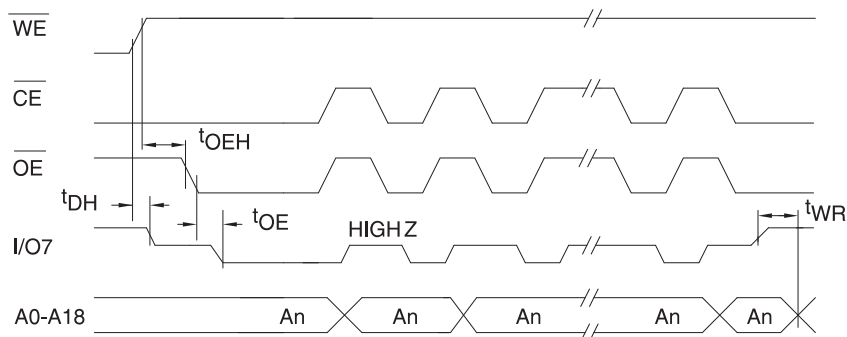 WE
CE
tOEH
OE
tDH
tOE
tWR
HIGH Z
I/O7
A0-A18
An An An An An